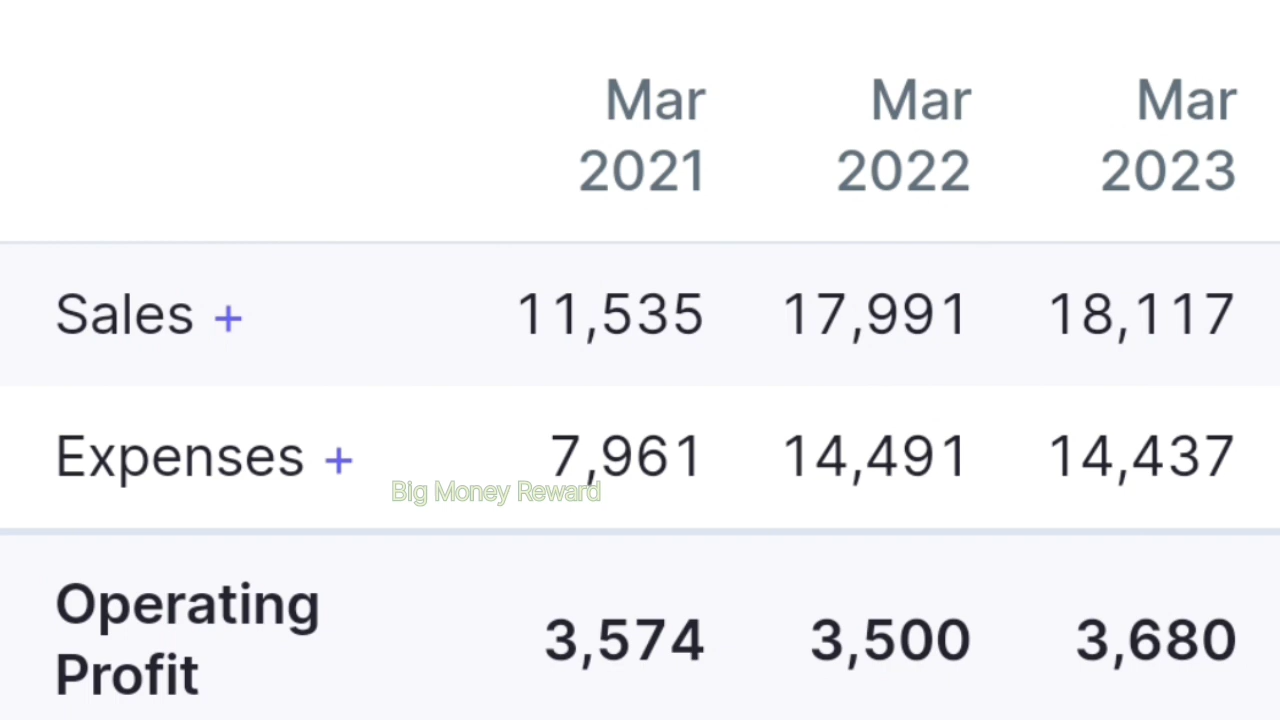 Mar Mar Mar
2021 2022 2023
Sales + 11,535 17,991 18,117
Expenses + 7,961 14,491 14,437
Big Money Reward
Operating
Profit 3,574 3,500 3,680